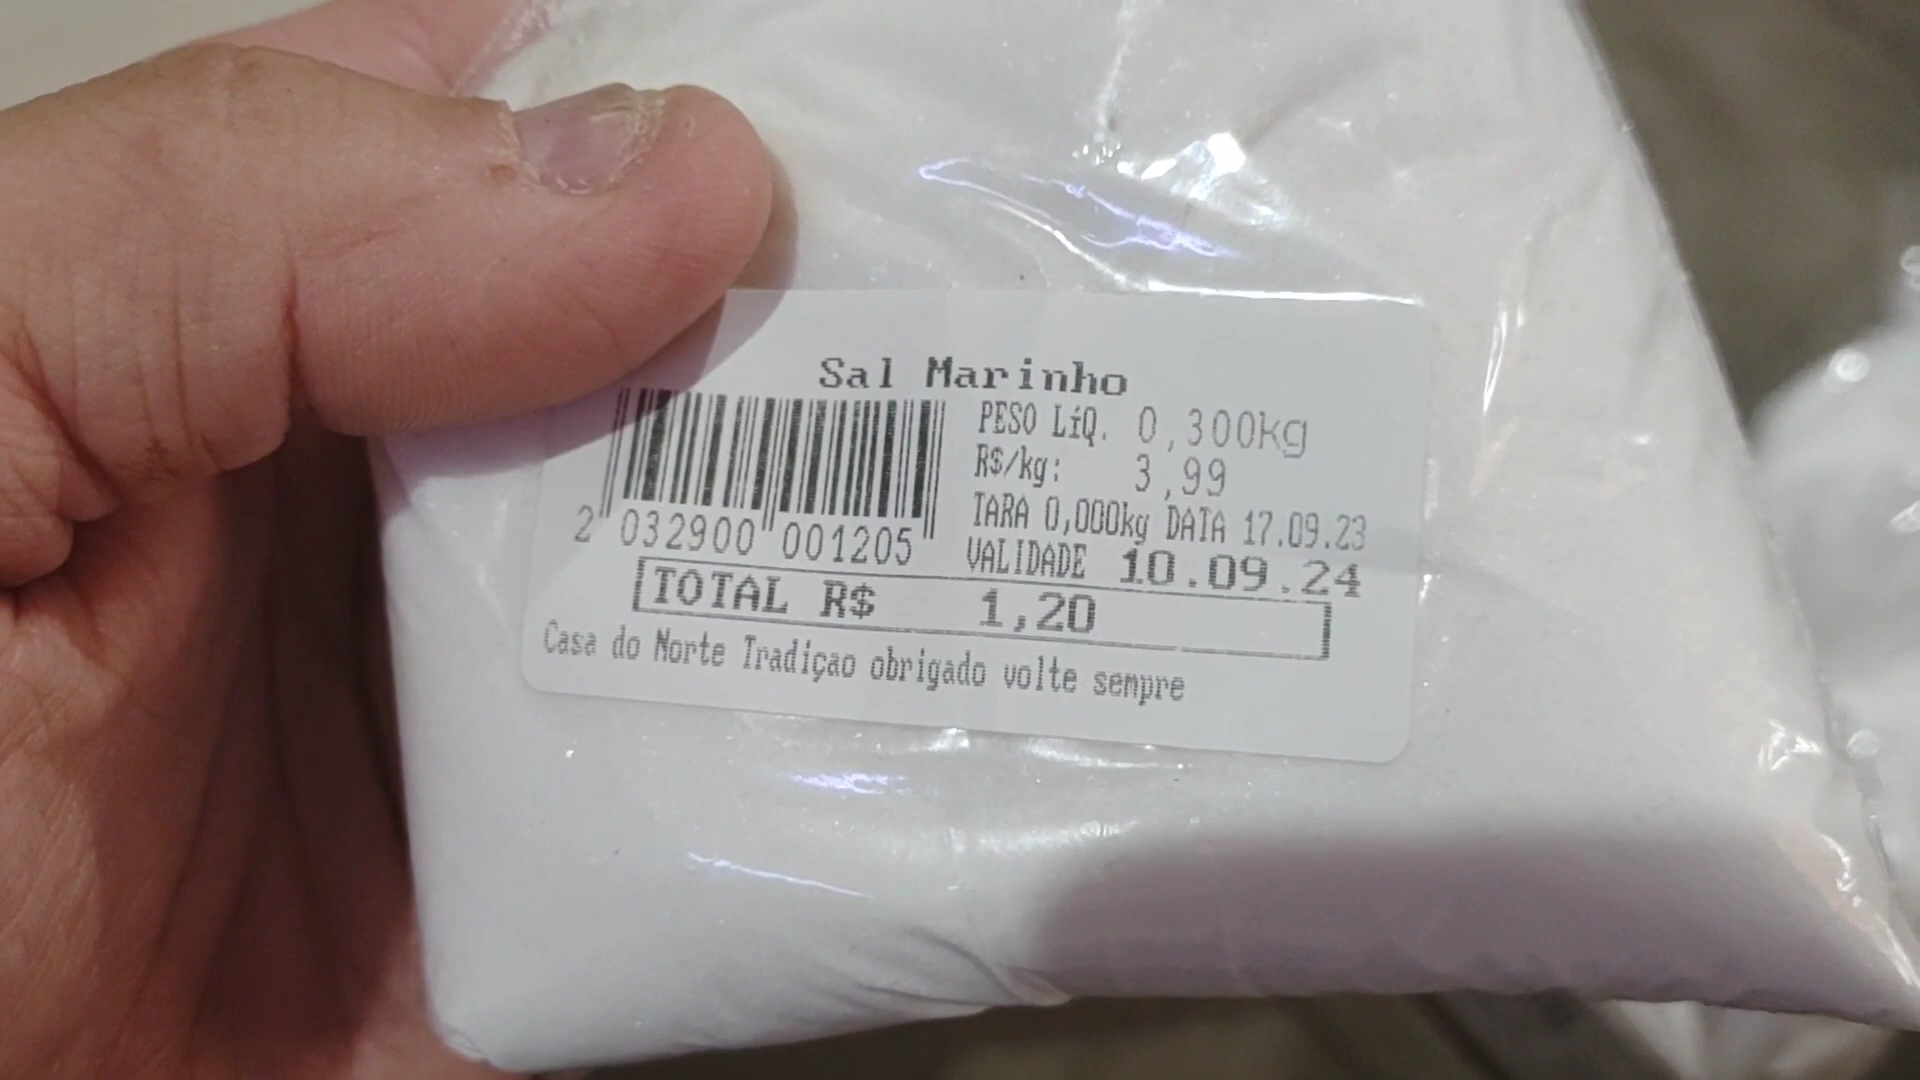 Sal Marinho
PESO LíQ. 0,300kg
R$/kg: 3,99
TARA 0,000kg DATA 17.09.23
VALIDADE 10.09.24
2 032900 001205
TOTAL R$ 1,20
Casa do Norte Tradiçao obrigado volte sempre